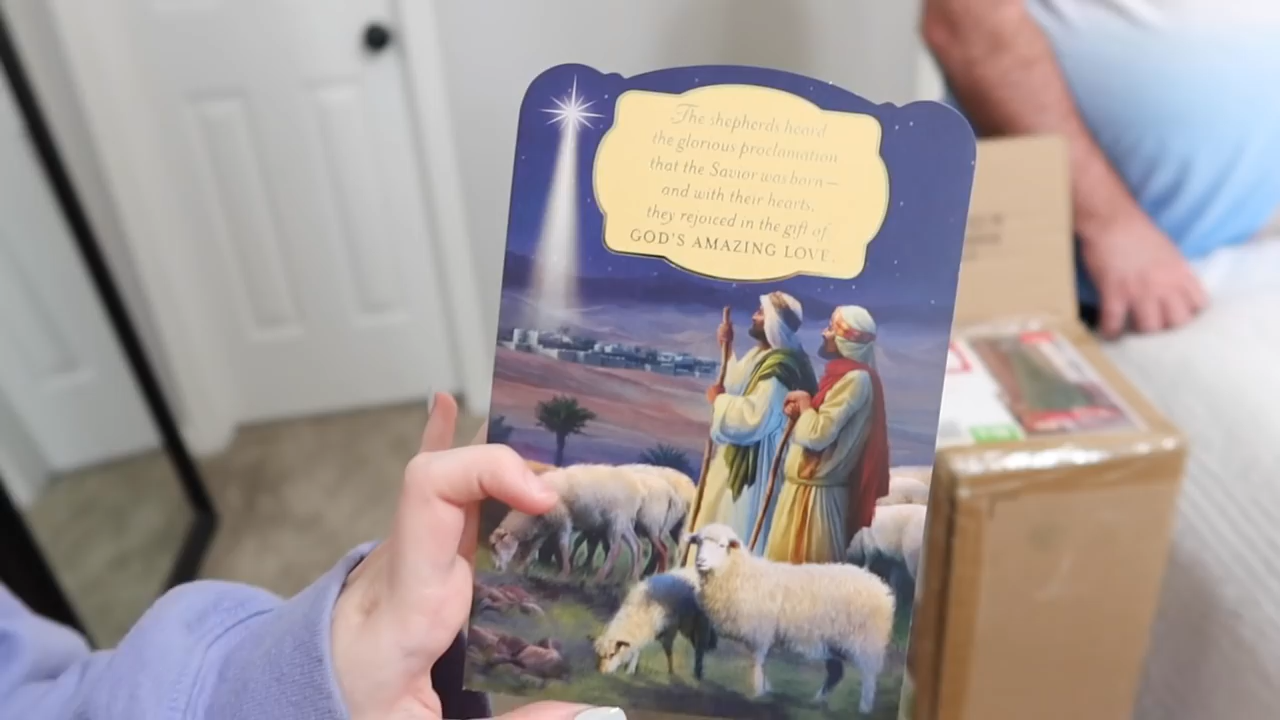 The shepherds heard
the glorious proclamation
that the Savior was born—
and with their hearts,
they rejoiced in the gift of
GOD'S AMAZING LOVE.